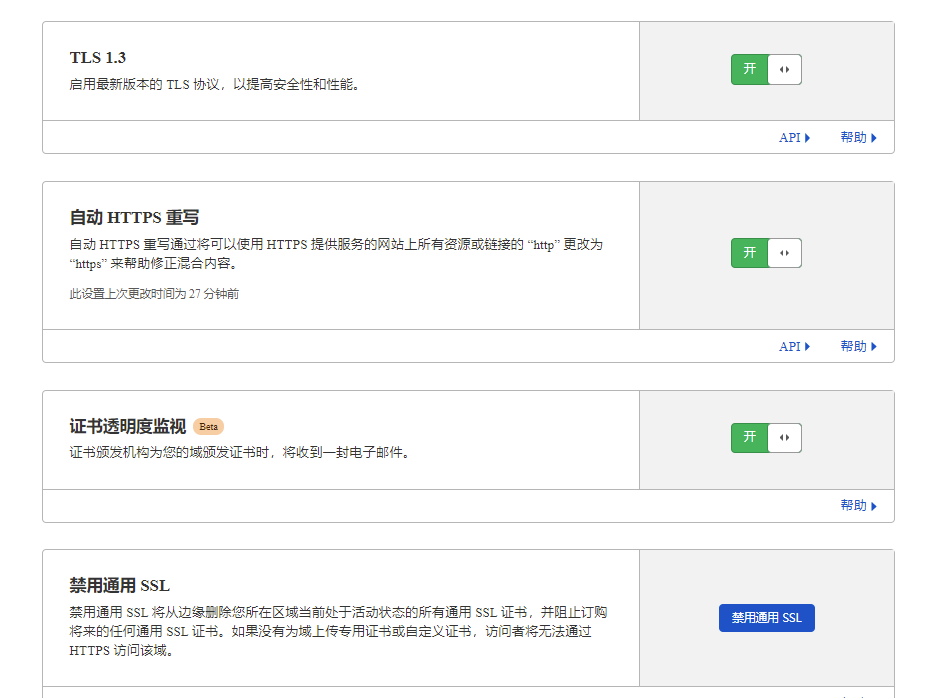 TLS 1.3
启用最新版本的 TLS 协议，以提高安全性和性能。
开
API
帮助
自动 HTTPS 重写
自动 HTTPS 重写通过将可以使用 HTTPS 提供服务的网站上所有资源或链接的 “http” 更改为
“https” 来帮助修正混合内容。
此设置上次更改时间为 27 分钟前
开
API
帮助
证书透明度监视 Beta
证书颁发机构为您的域颁发证书时，将收到一封电子邮件。
开
帮助
禁用通用 SSL
禁用通用 SSL 将从边缘删除您所在区域当前处于活动状态的所有通用 SSL 证书，并阻止订购
将来的任何通用 SSL 证书。如果没有为域上传专用证书或自定义证书，访问者将无法通过
HTTPS 访问该域。
禁用通用 SSL